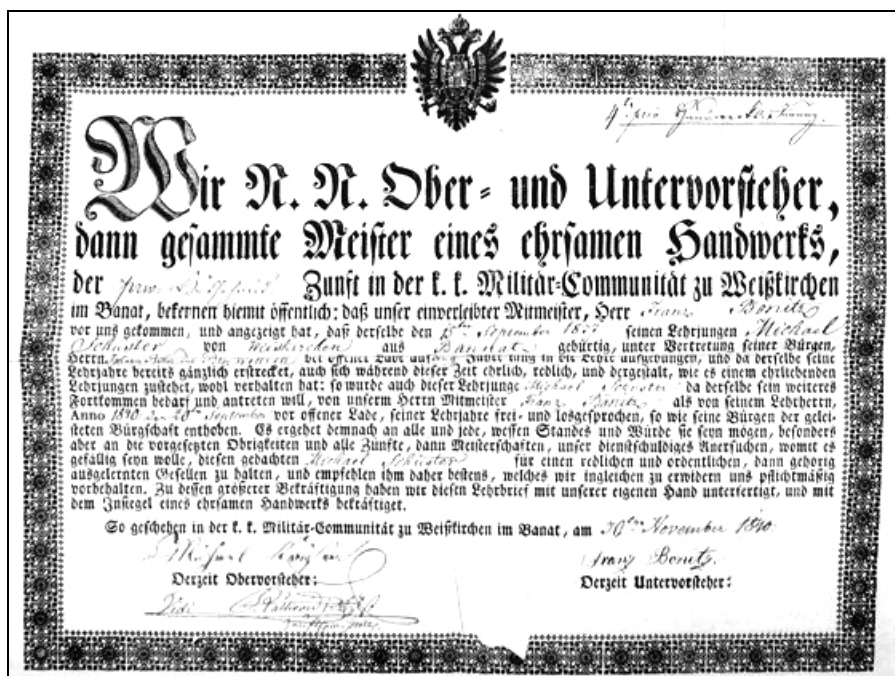 Wir N. N. Ober- und Untervorsteher,
dann gesammte Meister eines ehrsamen Handwerks,
der Zunft in der k. k. Militär-Communität zu Weißkirchen
im Banat, bekennen hiemit öffentlich: daß unser einverleibter Mitmeister, Herr Franz Bonitz
vor uns gekommen, und angezeigt hat, daß derselbe den September seinen Lehrjungen Michael
Schuster von Weiskirchen aus Banat gebürtig, unter Vertretung seiner Bürgen,
Herrn bei offener Lade auf Jahre lang in die Lehre aufgedungen, und da derselbe seine
Lehrjahre bereits gänzlich erstrecket, auch sich während dieser Zeit ehrlich, redlich, und dergestalt, wie es einem ehrliebenden
Lehrjungen zustehet, wohl verhalten hat: so wurde auch dieser Lehrjunge Michael Schuster da derselbe sein weiteres
Fortkommen bedarf und antreten will, von unserm Herrn Mitmeister Franz Bonitz als von seinem Lehrherrn,
Anno 1840 den 20ten September vor offener Lade, seiner Lehrjahre frei- und losgesprochen, so wie seine Bürgen der gelei-
steten Bürgschaft enthoben. Es ergehet demnach an alle und jede, wessen Standes und Würde sie seyn mögen, besonders
aber an die vorgesetzten Obrigkeiten und alle Zünfte, dann Meisterschaften, unser dienstschuldiges Anersuchen, womit es
gefällig seyn wolle, diesen gedachten Michael Schuster für einen redlichen und ordentlichen, dann gehörig
ausgelernten Gesellen zu halten, und empfehlen ihm daher bestens, welches wir ingleichen zu erwidern uns pflichtmäßig
vorbehalten. Zu dessen größerer Bekräftigung haben wir diesen Lehrbrief mit unserer eigenen Hand unterfertigt, und mit
dem Insiegel eines ehrsamen Handwerks bekräftiget.
So geschehen in der k. k. Militär-Communität zu Weißkirchen im Banat, am 30ten November 1840
Michael
Franz Bonitz.
Derzeit Obervorsteher:
Derzeit Untervorsteher:
Vidi